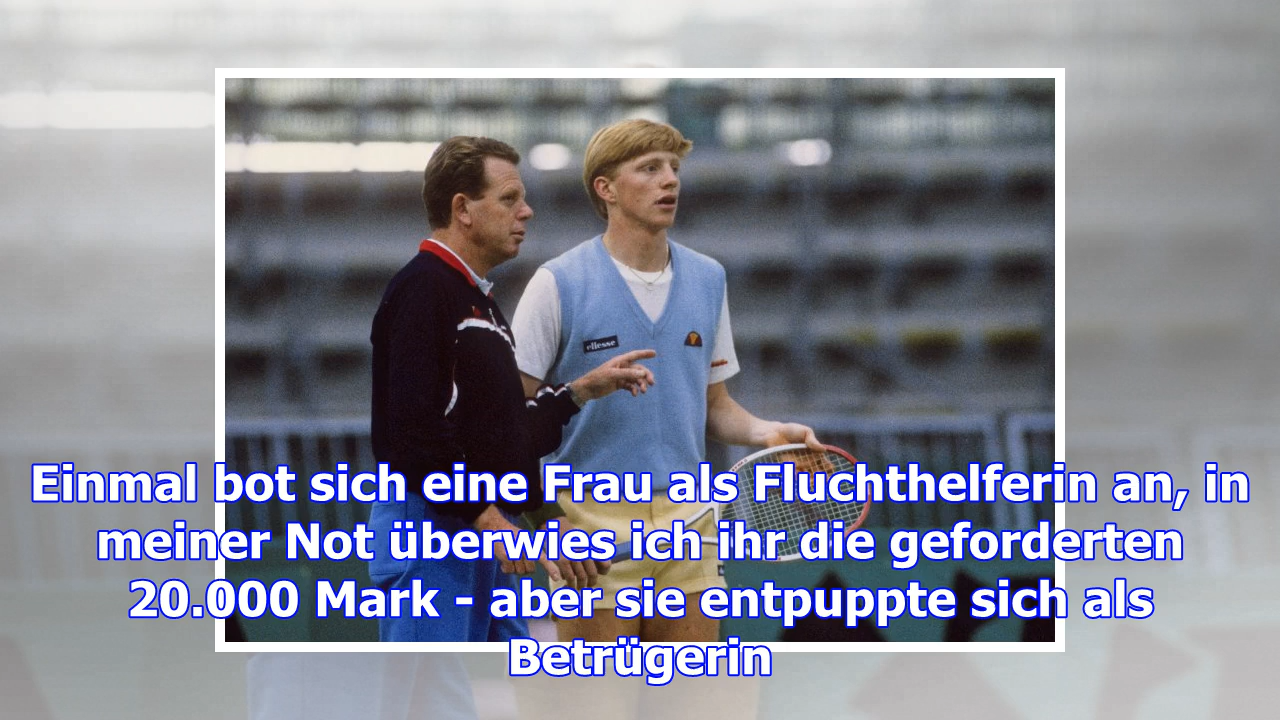 ellesse
Einmal bot sich eine Frau als Fluchthelferin an, in
meiner Not überwies ich ihr die geforderten
20.000 Mark - aber sie entpuppte sich als
Betrügerin